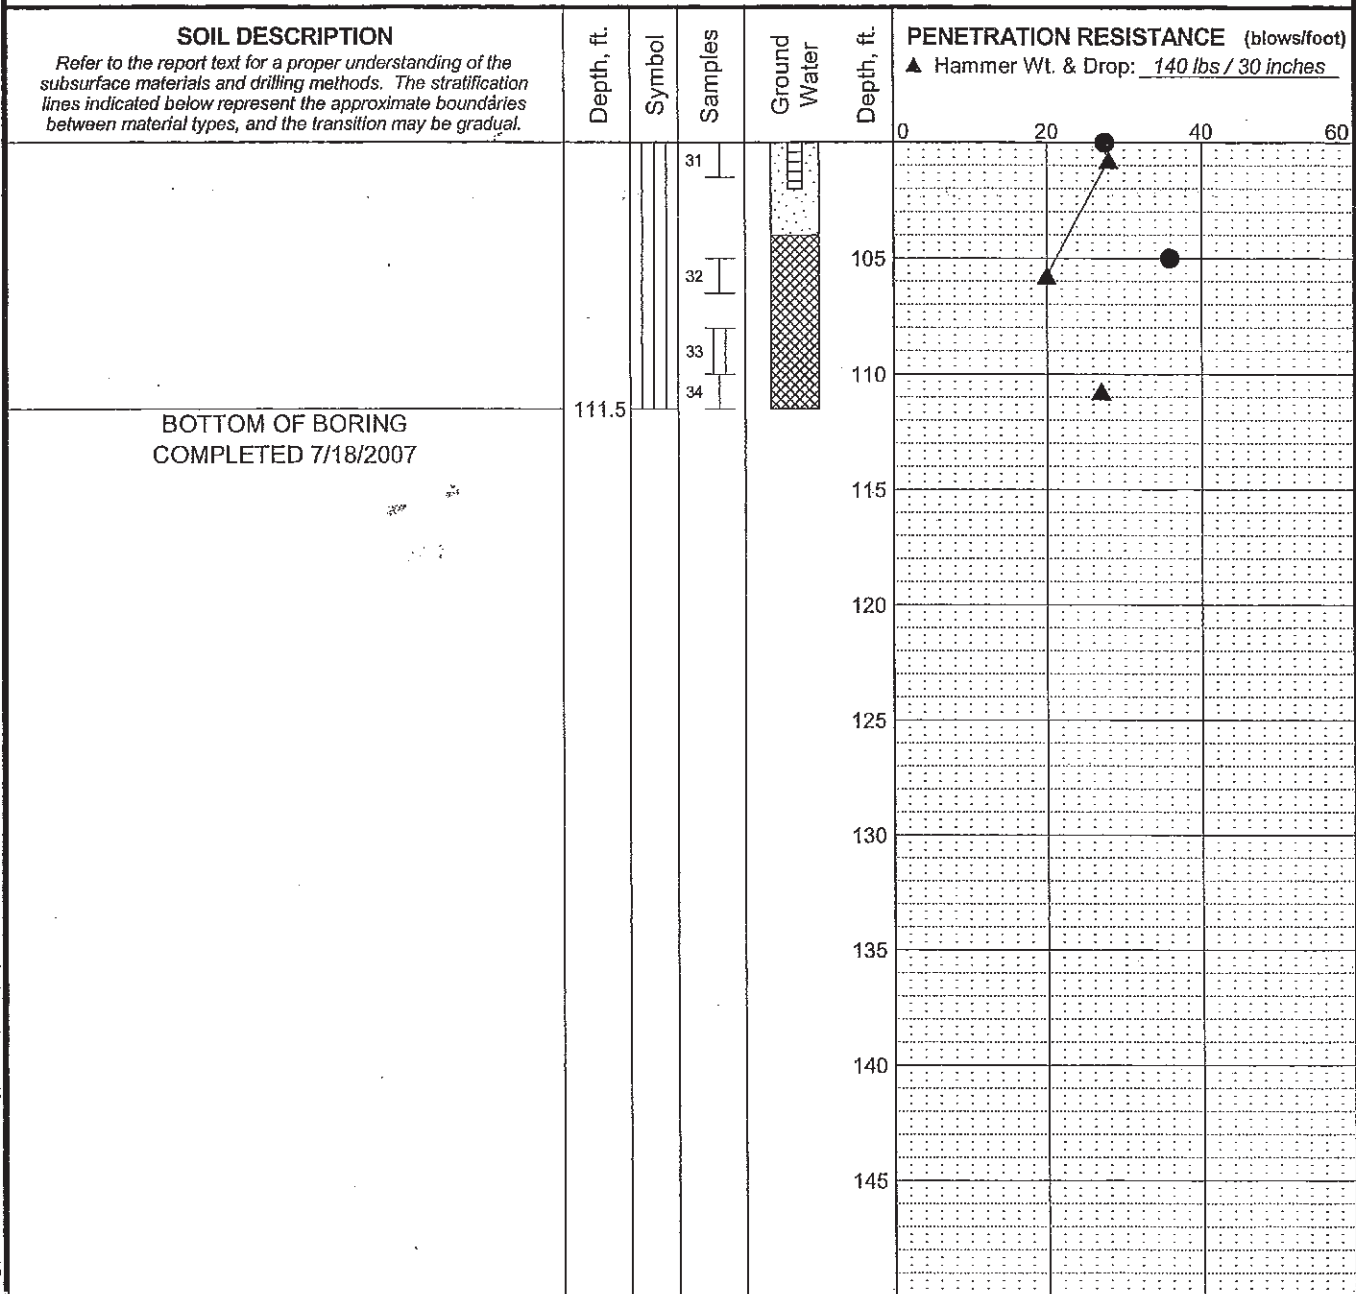 SOIL DESCRIPTION
Refer to the report text for a proper understanding of the
subsurface materials and drilling methods. The stratification
lines indicated below represent the approximate boundaries
between material types, and the transition may be gradual.
Depth, ft.
Symbol
Samples
Ground
Water
Depth, ft.
PENETRATION RESISTANCE (blows/foot)
▲ Hammer Wt. & Drop: 140 lbs / 30 inches
0 20 40 60
31
105
32
33
110
34
111.5
BOTTOM OF BORING
COMPLETED 7/18/2007
115
120
125
130
135
140
145